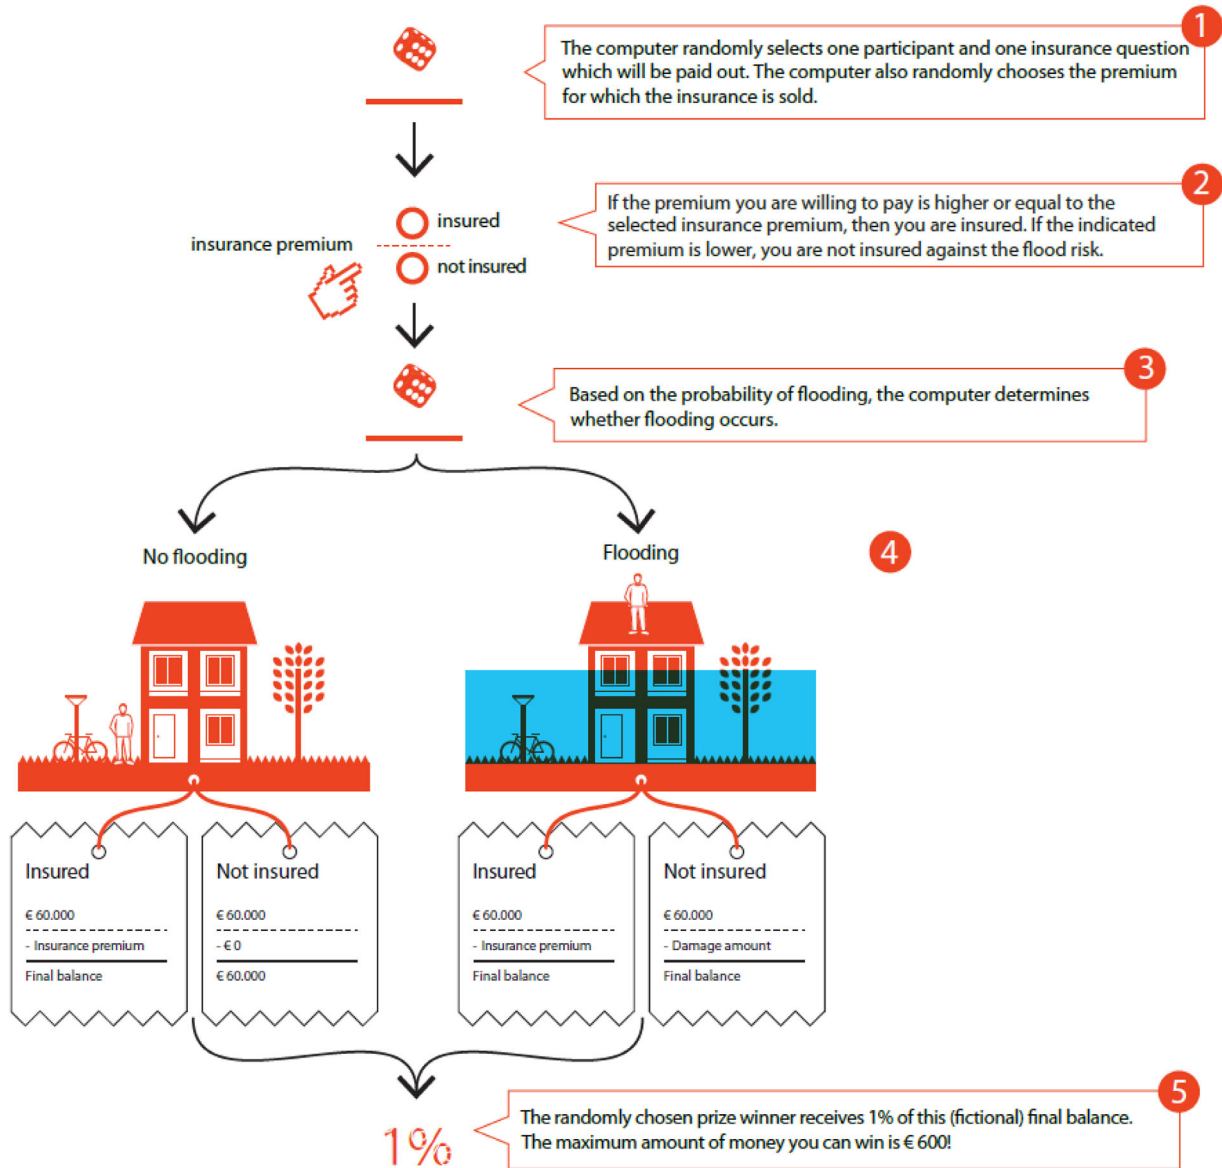 1
The computer randomly selects one participant and one insurance question
which will be paid out. The computer also randomly chooses the premium
for which the insurance is sold.
2
If the premium you are willing to pay is higher or equal to the
selected insurance premium, then you are insured. If the indicated
premium is lower, you are not insured against the flood risk.
insured
insurance premium
not insured
3
Based on the probability of flooding, the computer determines
whether flooding occurs.
4
No flooding
Flooding
Insured
€ 60.000
- Insurance premium
Final balance
Not insured
€ 60.000
- € 0
€ 60.000
Insured
€ 60.000
- Insurance premium
Final balance
Not insured
€ 60.000
- Damage amount
Final balance
5
1%
The randomly chosen prize winner receives 1% of this (fictional) final balance.
The maximum amount of money you can win is € 600!